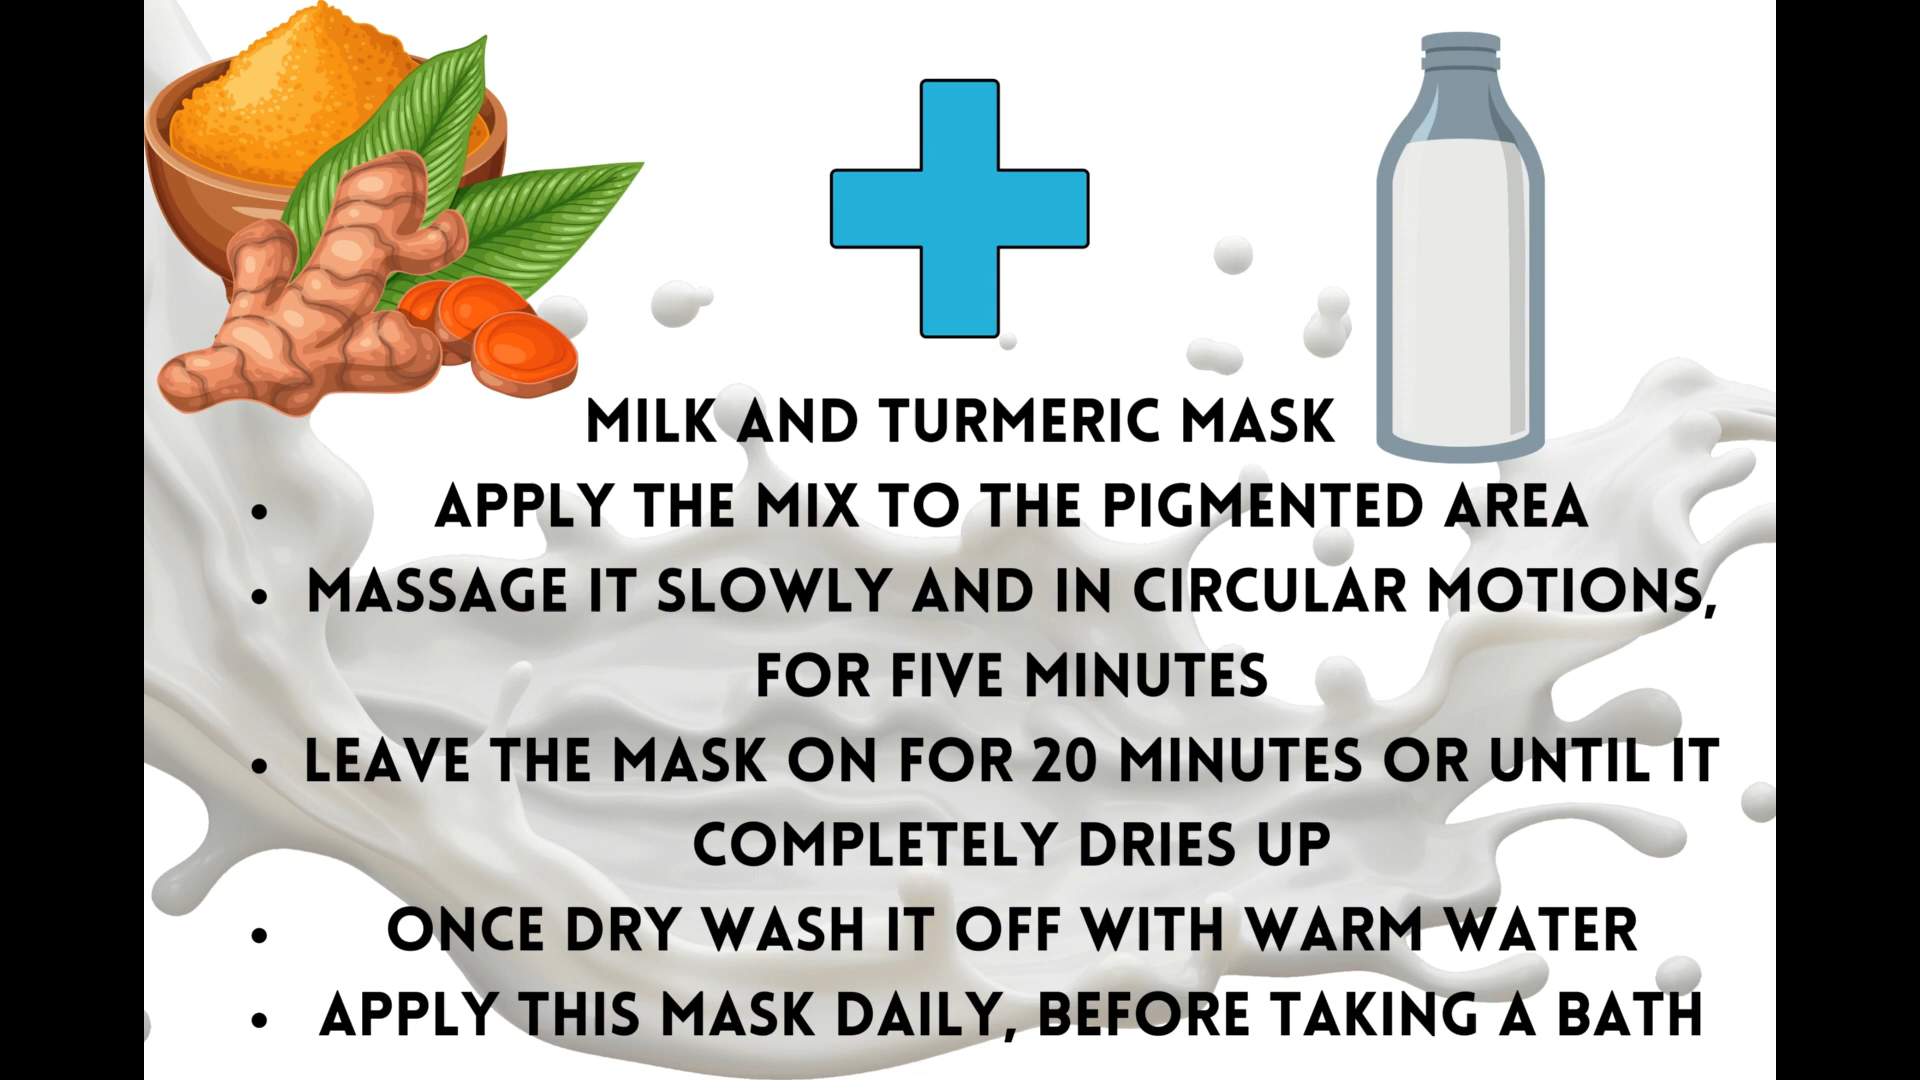 MILK AND TURMERIC MASK
• APPLY THE MIX TO THE PIGMENTED AREA
• MASSAGE IT SLOWLY AND IN CIRCULAR MOTIONS,
FOR FIVE MINUTES
• LEAVE THE MASK ON FOR 20 MINUTES OR UNTIL IT
COMPLETELY DRIES UP
• ONCE DRY WASH IT OFF WITH WARM WATER
• APPLY THIS MASK DAILY, BEFORE TAKING A BATH